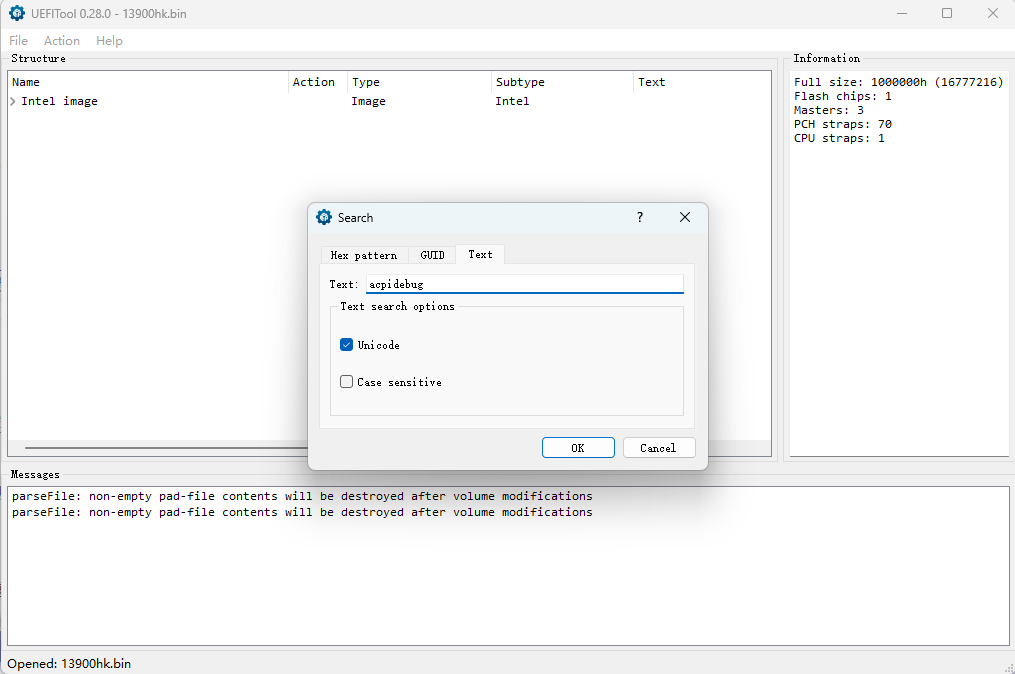 UEFITool 0.28.0 - 13900hk.bin
File Action Help
Structure
Name Action Type Subtype Text
Intel image Image Intel
Information
Full size: 1000000h (16777216)
Flash chips: 1
Masters: 3
PCH straps: 70
CPU straps: 1
Search
?
Hex pattern GUID Text
Text: acpidebug
Text search options
Unicode
Case sensitive
OK Cancel
Messages
parseFile: non-empty pad-file contents will be destroyed after volume modifications
parseFile: non-empty pad-file contents will be destroyed after volume modifications
Opened: 13900hk.bin